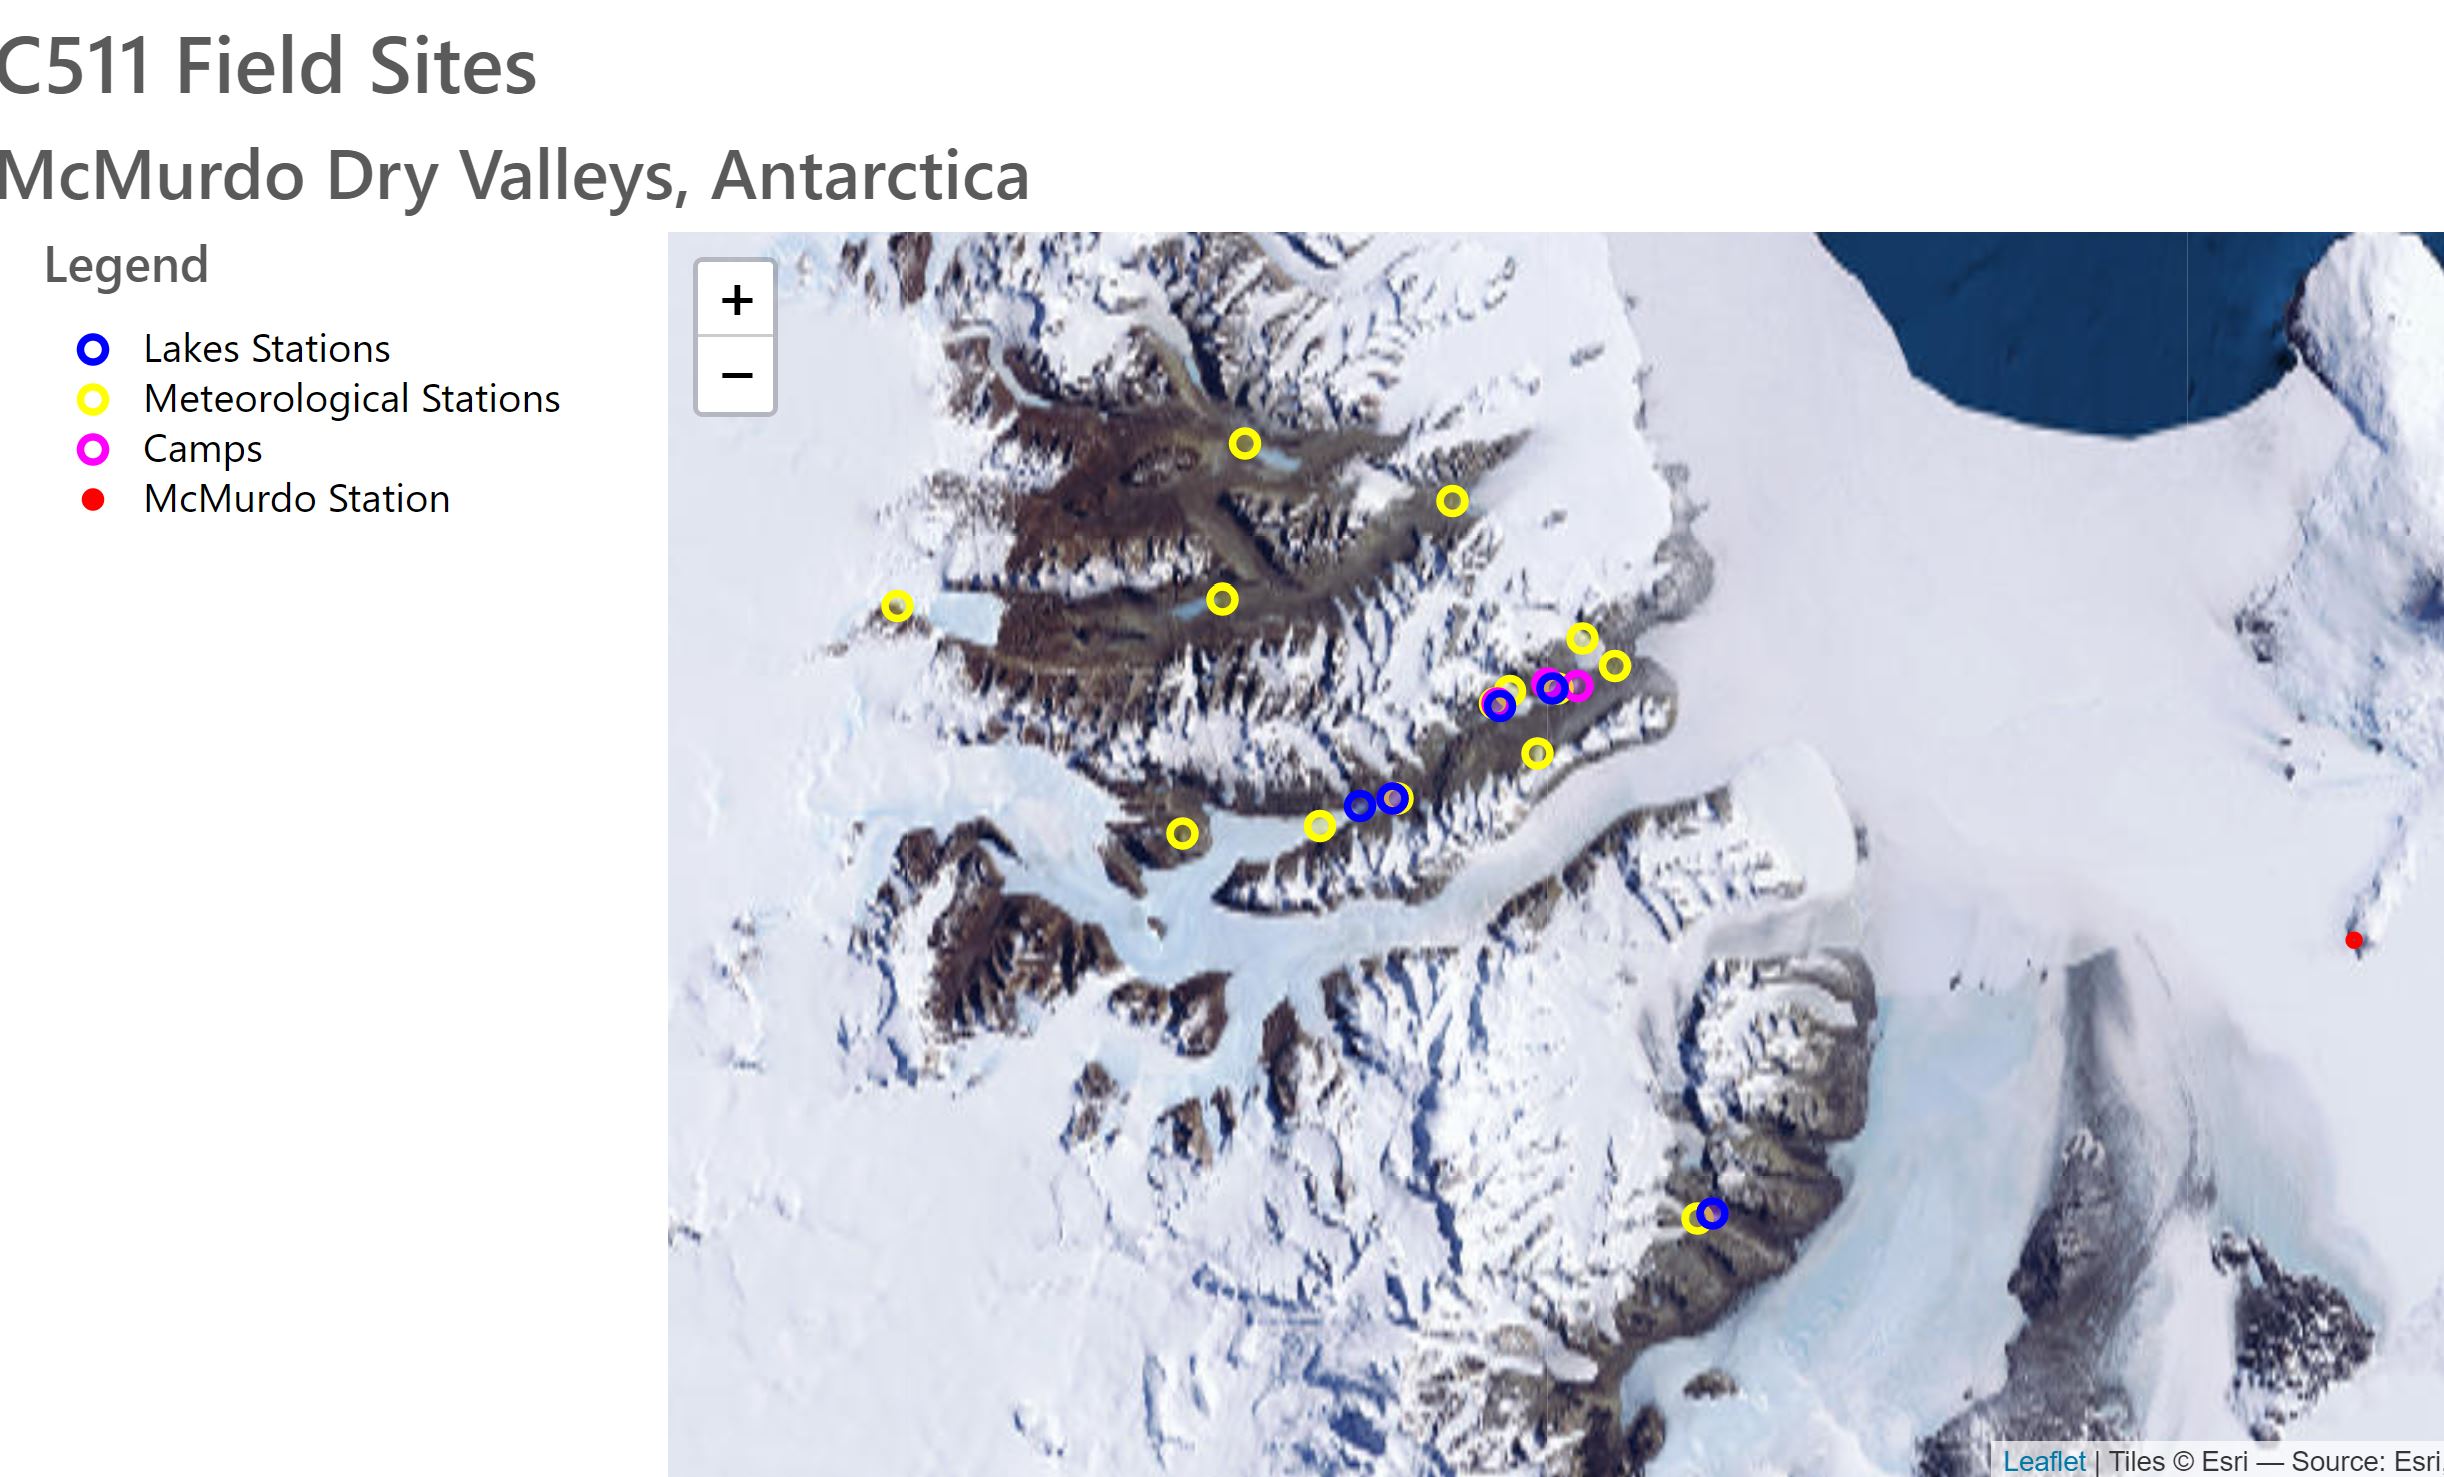 C511 Field Sites
McMurdo Dry Valleys, Antarctica
Legend
Lakes Stations
Meteorological Stations
Camps
McMurdo Station
+
−
Leaflet | Tiles © Esri — Source: Esri,